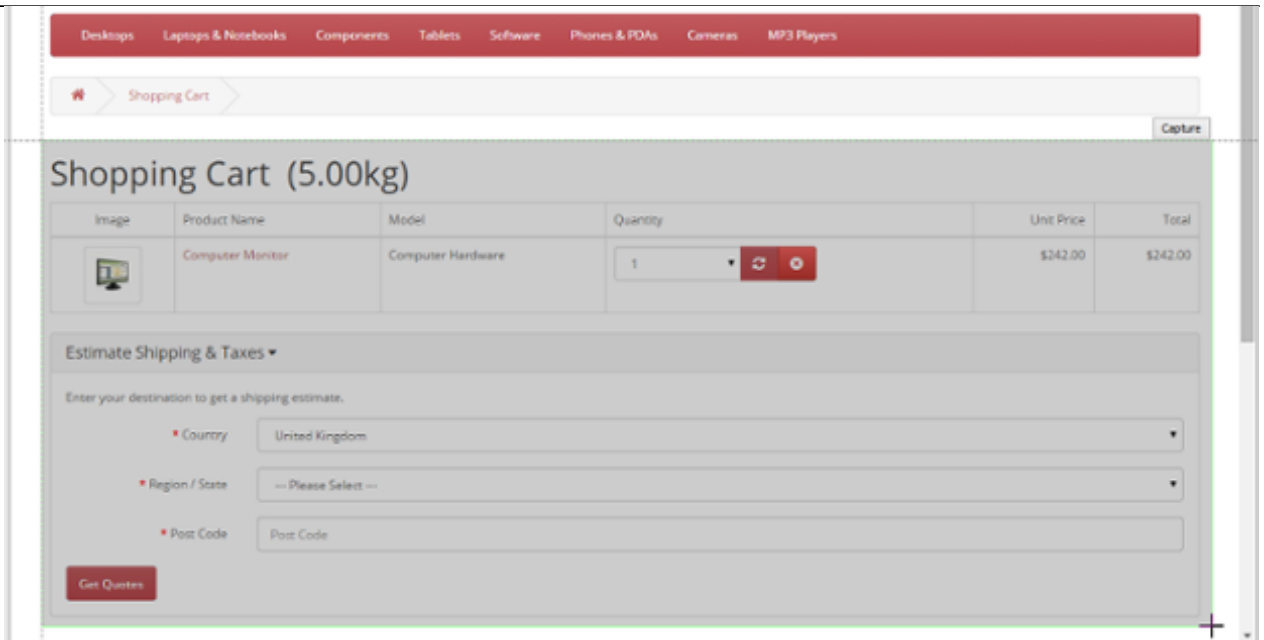 Desktops Laptops & Notebooks Components Tablets Software Phones & PDAs Cameras MP3 Players
Shopping Cart
Capture
Shopping Cart (5.00kg)
Image Product Name Model Quantity Unit Price Total
Computer Monitor Computer Hardware 1 $242.00 $242.00
Estimate Shipping & Taxes
Enter your destination to get a shipping estimate.
* Country United Kingdom
* Region / State --- Please Select ---
* Post Code Post Code
Get Quotes